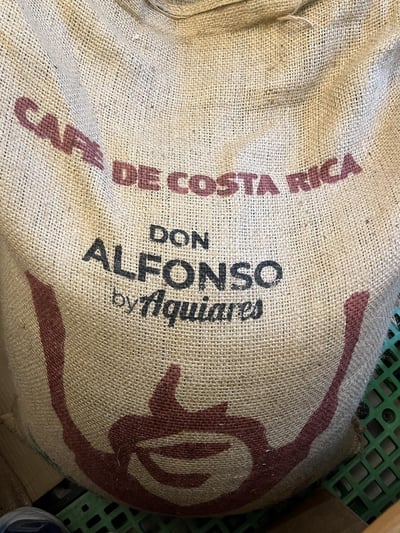 CAFE DE COSTA RICA
DON
ALFONSO
by Aquiares